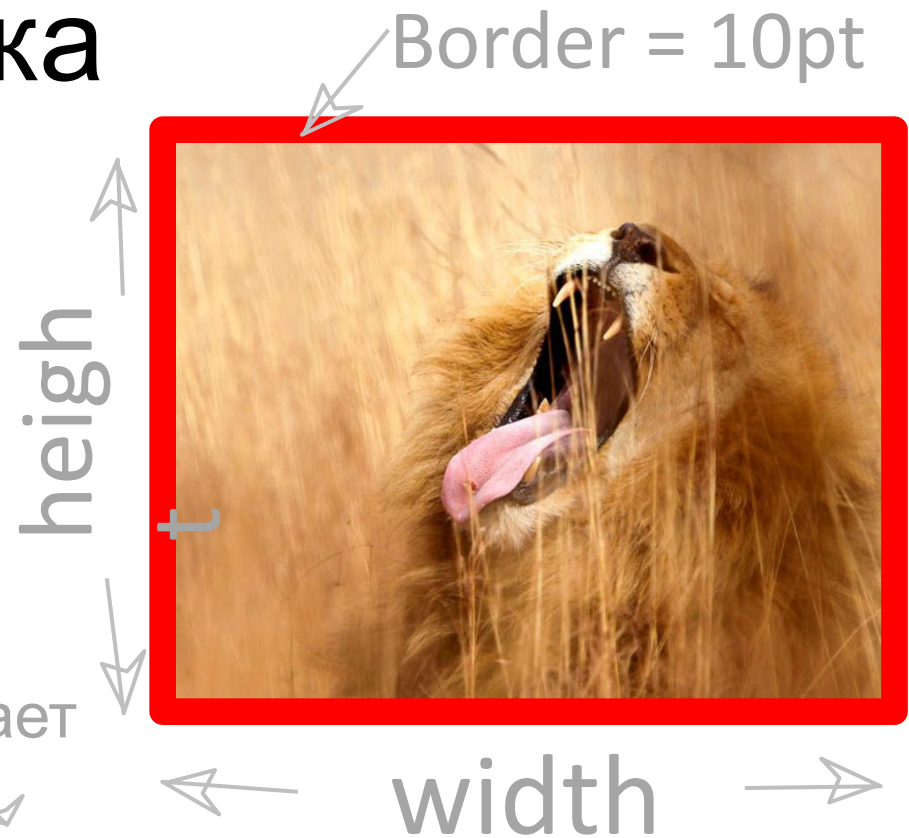 ка
Border = 10pt
heigh
t
ает
width